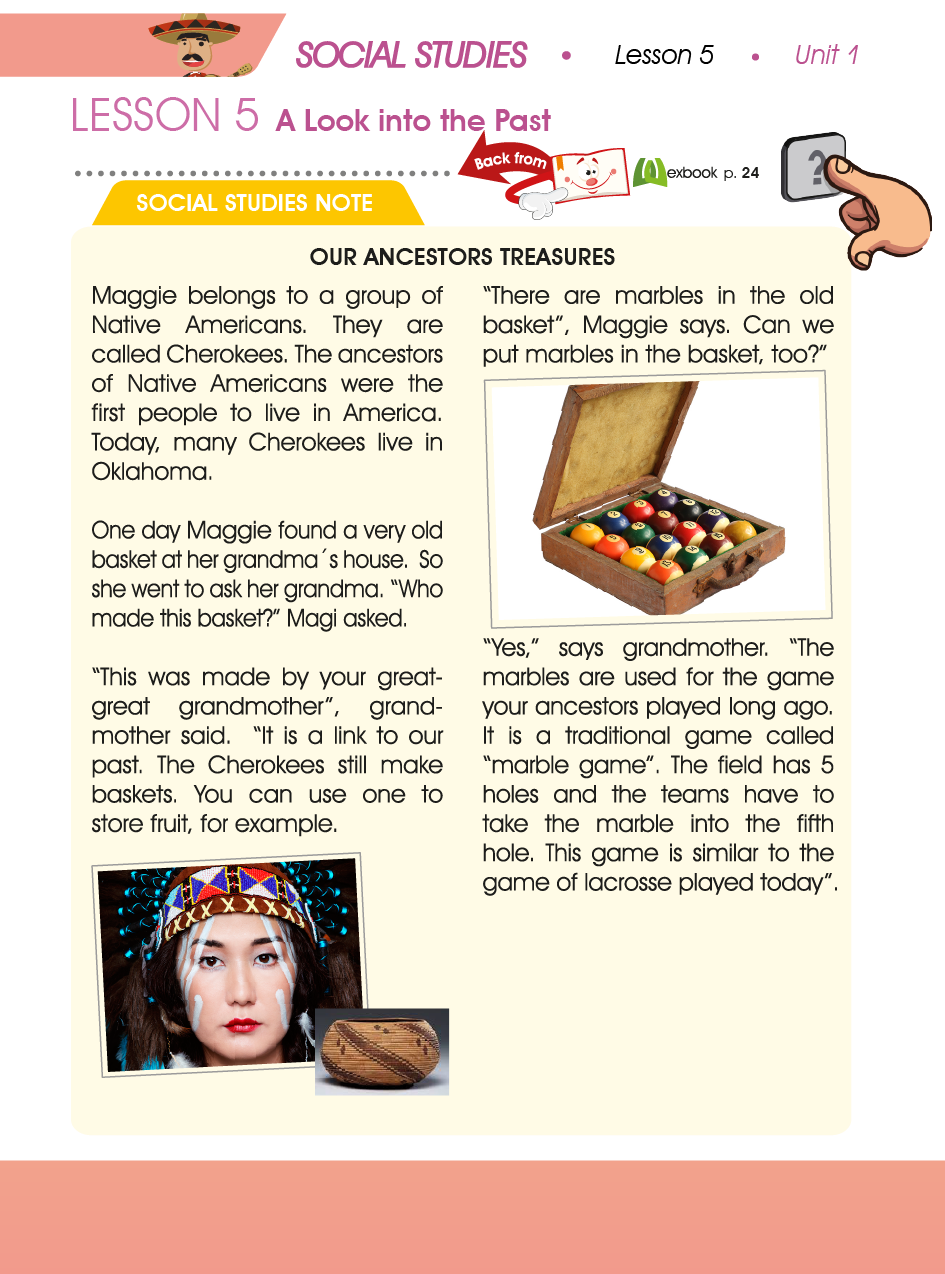 SOCIAL STUDIES • Lesson 5 • Unit 1
LESSON 5 A Look into the Past
Back from
exbook p. 24
?
SOCIAL STUDIES NOTE
OUR ANCESTORS TREASURES
Maggie belongs to a group of
Native Americans. They are
called Cherokees. The ancestors
of Native Americans were the
first people to live in America.
Today, many Cherokees live in
Oklahoma.
One day Maggie found a very old
basket at her grandma´s house. So
she went to ask her grandma. “Who
made this basket?” Magi asked.
“This was made by your great-
great grandmother”, grand-
mother said. “It is a link to our
past. The Cherokees still make
baskets. You can use one to
store fruit, for example.
“There are marbles in the old
basket”, Maggie says. Can we
put marbles in the basket, too?”
“Yes,” says grandmother. “The
marbles are used for the game
your ancestors played long ago.
It is a traditional game called
“marble game”. The field has 5
holes and the teams have to
take the marble into the fifth
hole. This game is similar to the
game of lacrosse played today”.